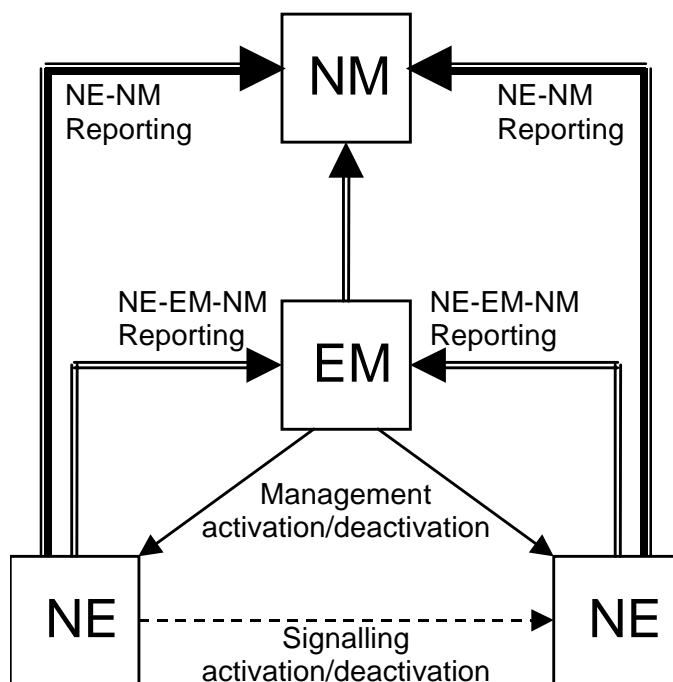 NM
NE-NM
Reporting
NE-NM
Reporting
NE-EM-NM
Reporting
NE-EM-NM
Reporting
EM
Management
activation/deactivation
NE
NE
Signalling
activation/deactivation